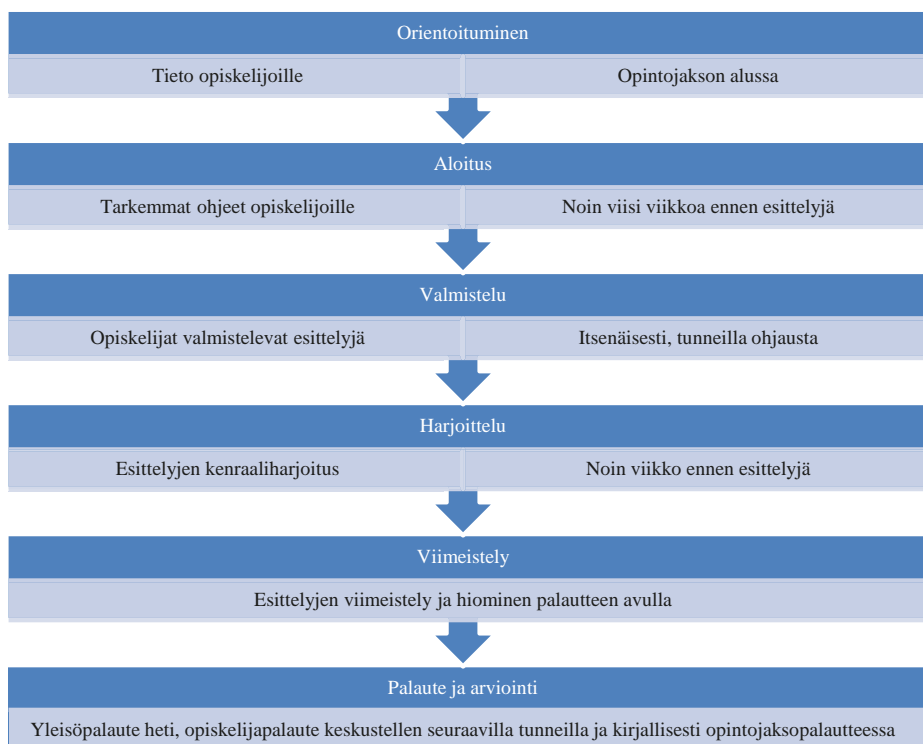 Orientoituminen
Tieto opiskelijoille
Opintojakson alussa
Aloitus
Tarkemmat ohjeet opiskelijoille
Noin viisi viikkoa ennen esittelyjä
Valmistelu
Opiskelijat valmistelevat esittelyjä
Itsenäisesti, tunneilla ohjausta
Harjoittelu
Esittelyjen kenraaliharjoitus
Noin viikko ennen esittelyjä
Viimeistely
Esittelyjen viimeistely ja hiominen palautteen avulla
Palaute ja arviointi
Yleisöpalaute heti, opiskelijapalaute keskustellen seuraavilla tunneilla ja kirjallisesti opintojaksopalautteessa